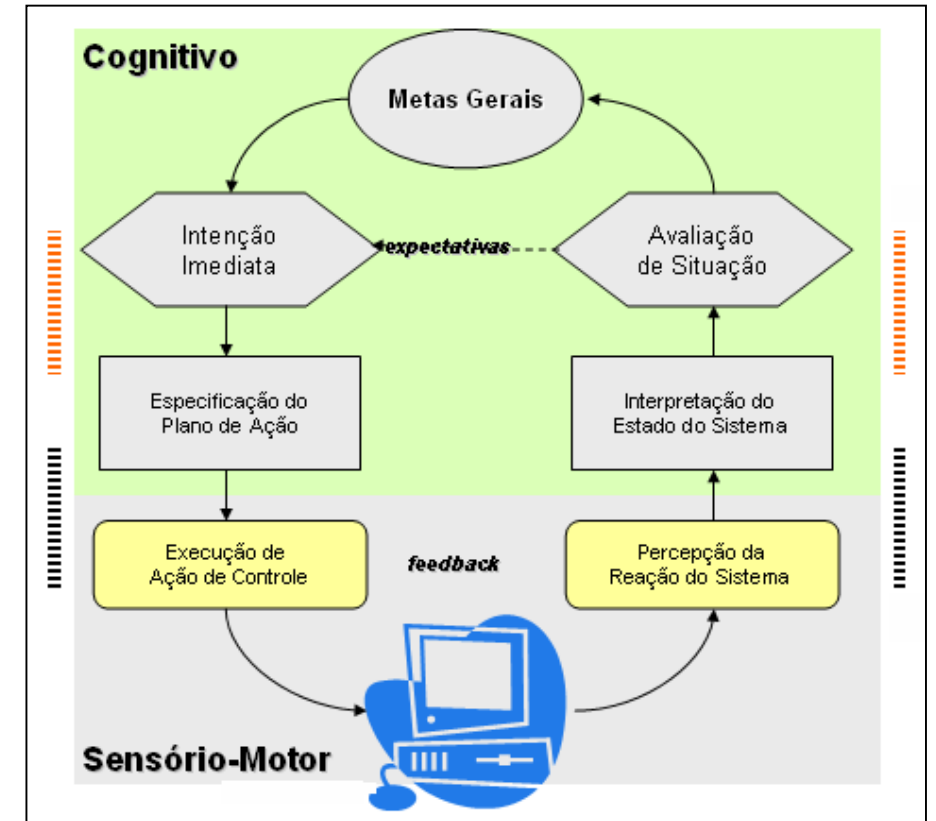 Cognitivo
Metas Gerais
Intenção
Imediata
expectativas
Avaliação
de Situação
Especificação do
Plano de Ação
Interpretação do
Estado do Sistema
Execução de
Ação de Controle
feedback
Percepção da
Reação do Sistema
Sensório-Motor